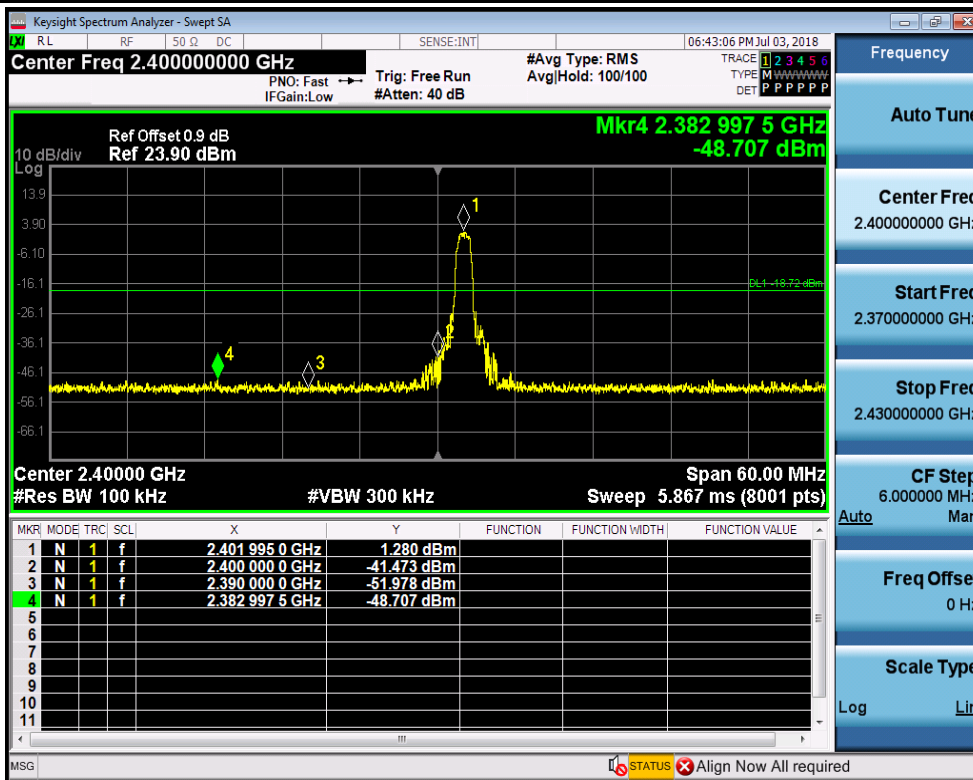 Keysight Spectrum Analyzer - Swept SA
LXI RL RF 50 Ω DC SENSE:INT 06:43:06 PM Jul 03, 2018
Center Freq 2.400000000 GHz
PNO: Fast
IFGain:Low
Trig: Free Run
#Atten: 40 dB
#Avg Type: RMS
Avg|Hold: 100/100
TRACE 1 2 3 4 5 6
TYPE M W W W W W
DET P P P P P P
Mkr4 2.382 997 5 GHz
-48.707 dBm
Ref Offset 0.9 dB
10 dB/div Ref 23.90 dBm
Log
13.9
3.90
-6.10
-16.1
-26.1
-36.1
-46.1
-56.1
-66.1
1
DL1 -18.72 dBm
2
4
3
Center 2.40000 GHz Span 60.00 MHz
#Res BW 100 kHz #VBW 300 kHz Sweep 5.867 ms (8001 pts)
MKR MODE TRC SCL X Y FUNCTION FUNCTION WIDTH FUNCTION VALUE
1 N 1 f 2.401 995 0 GHz 1.280 dBm
2 N 1 f 2.400 000 0 GHz -41.473 dBm
3 N 1 f 2.390 000 0 GHz -51.978 dBm
4 N 1 f 2.382 997 5 GHz -48.707 dBm
5
6
7
8
9
10
11
MSG STATUS Align Now All required
Frequency
Auto Tune
Center Freq
2.400000000 GHz
Start Freq
2.370000000 GHz
Stop Freq
2.430000000 GHz
CF Step
6.000000 MHz
Auto Man
Freq Offset
0 Hz
Scale Type
Log Lin